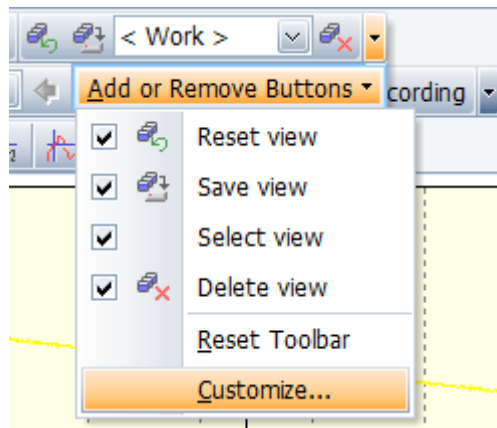 < Work >
Add or Remove Buttons
cording
Reset view
Save view
Select view
Delete view
Reset Toolbar
Customize...